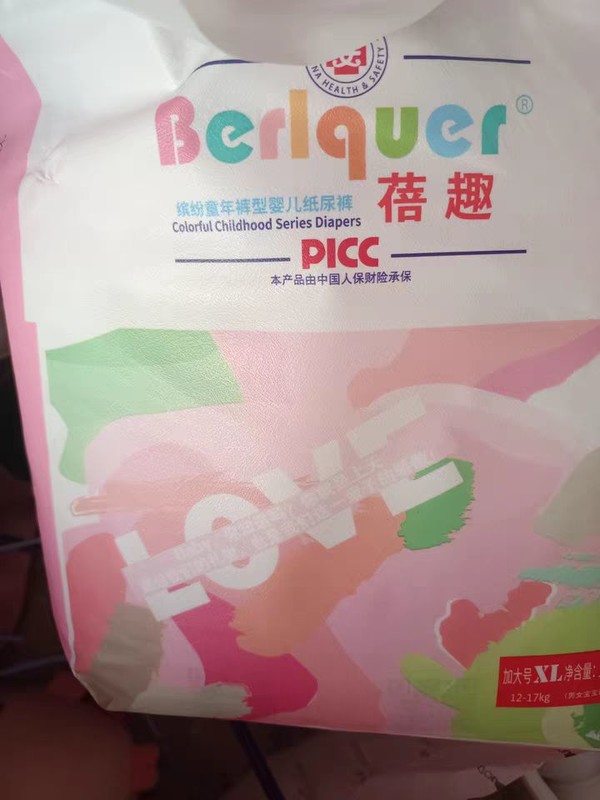 NA HEALTH & SAFETY
Berlquer®
缤纷童年裤型婴儿纸尿裤
蓓趣
Colorful Childhood Series Diapers
PICC
本产品由中国人保财险承保
LOVE
加大号XL 净含量:
12-17kg